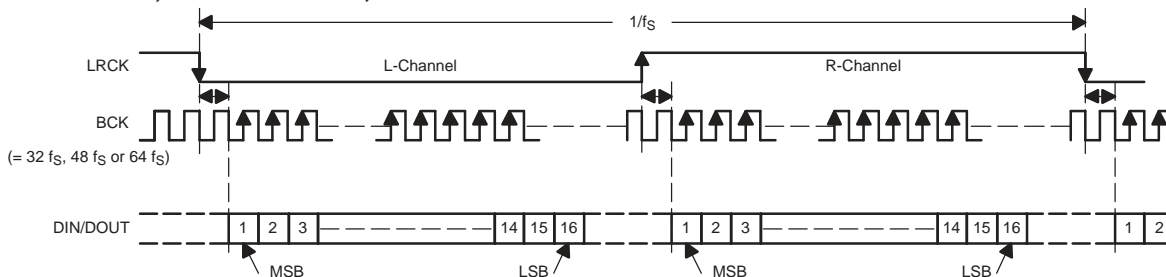 1/fS
LRCK
L-Channel
R-Channel
BCK
(= 32 fS, 48 fS or 64 fS)
DIN/DOUT
1 2 3 14 15 16 1 2 3 14 15 16 1 2
MSB LSB MSB LSB